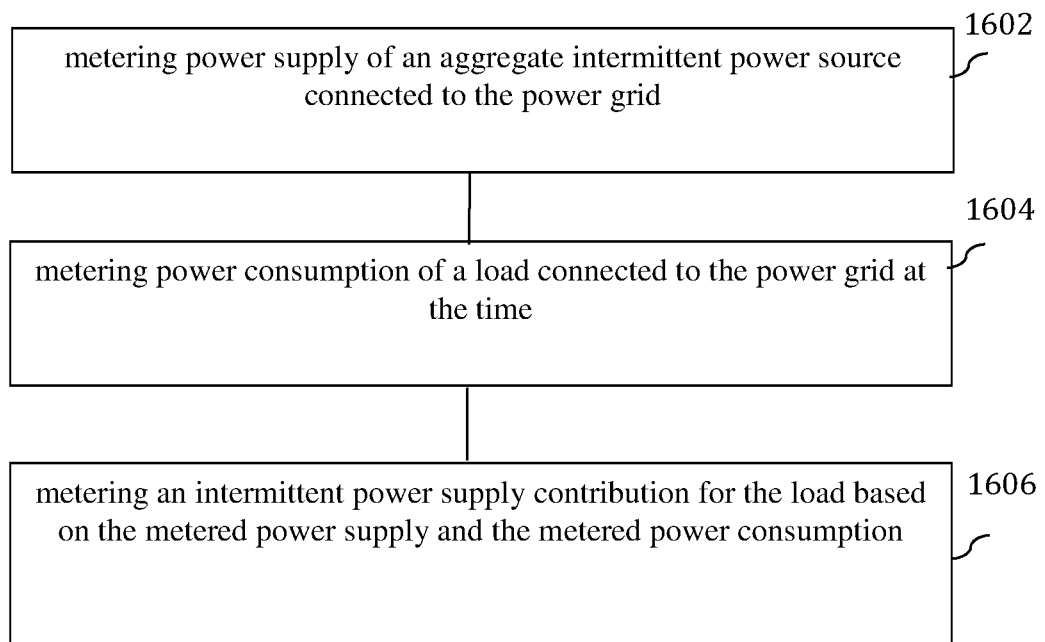 1602
metering power supply of an aggregate intermittent power source
connected to the power grid
1604
metering power consumption of a load connected to the power grid at
the time
1606
metering an intermittent power supply contribution for the load based
on the metered power supply and the metered power consumption